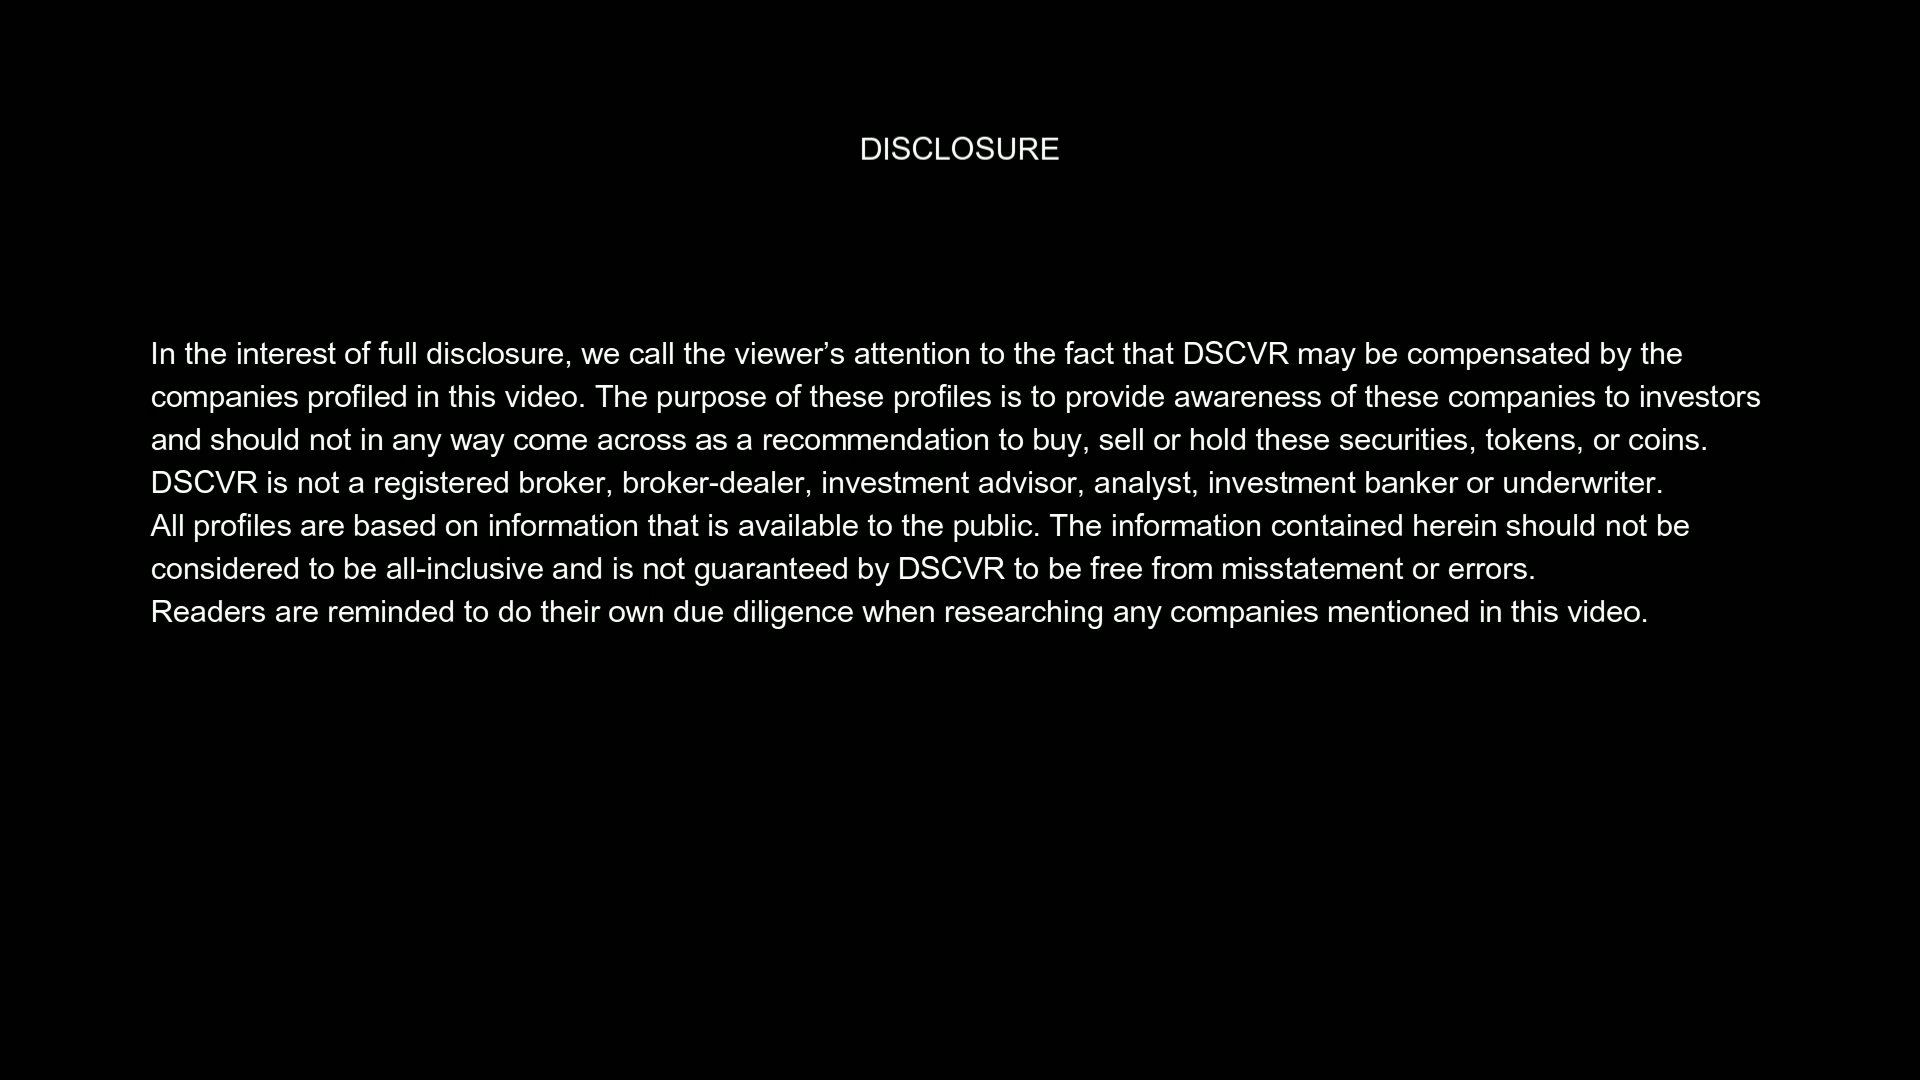 DISCLOSURE
In the interest of full disclosure, we call the viewer’s attention to the fact that DSCVR may be compensated by the
companies profiled in this video. The purpose of these profiles is to provide awareness of these companies to investors
and should not in any way come across as a recommendation to buy, sell or hold these securities, tokens, or coins.
DSCVR is not a registered broker, broker-dealer, investment advisor, analyst, investment banker or underwriter.
All profiles are based on information that is available to the public. The information contained herein should not be
considered to be all-inclusive and is not guaranteed by DSCVR to be free from misstatement or errors.
Readers are reminded to do their own due diligence when researching any companies mentioned in this video.